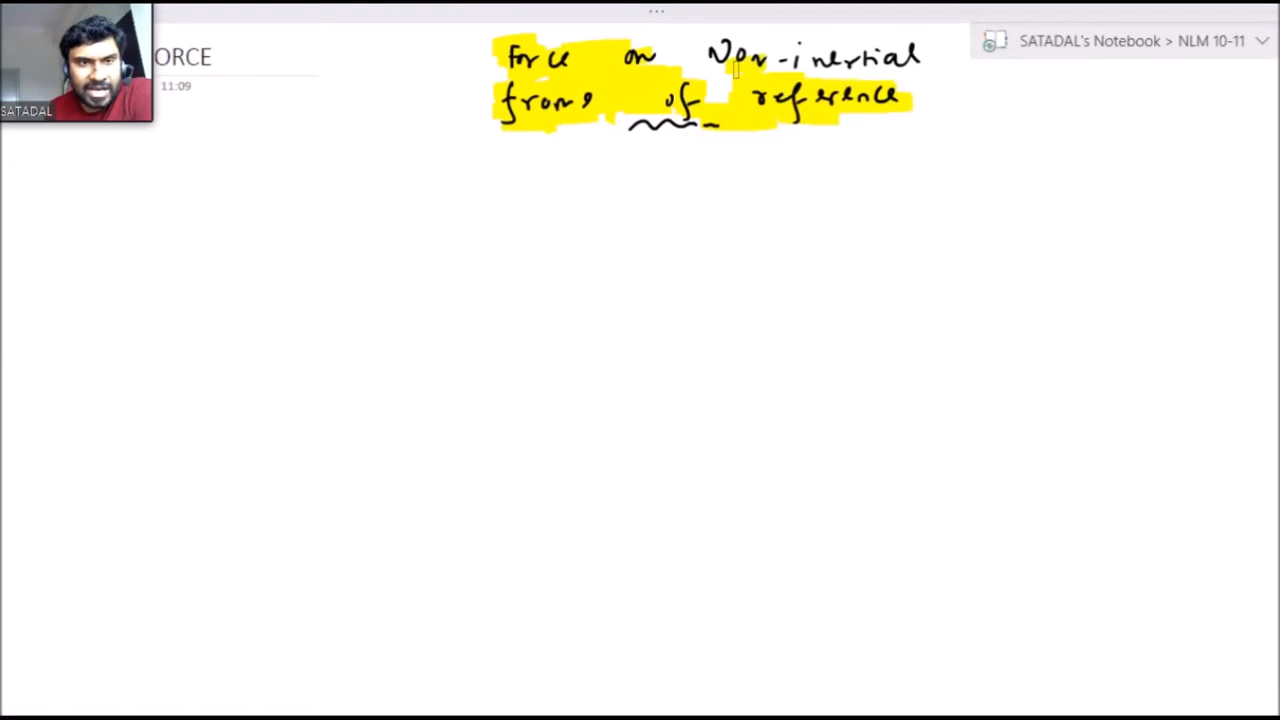 ORCE
11:09
SATADAL
SATADAL's Notebook > NLM 10-11
Force on Non-inertial
frame of reference